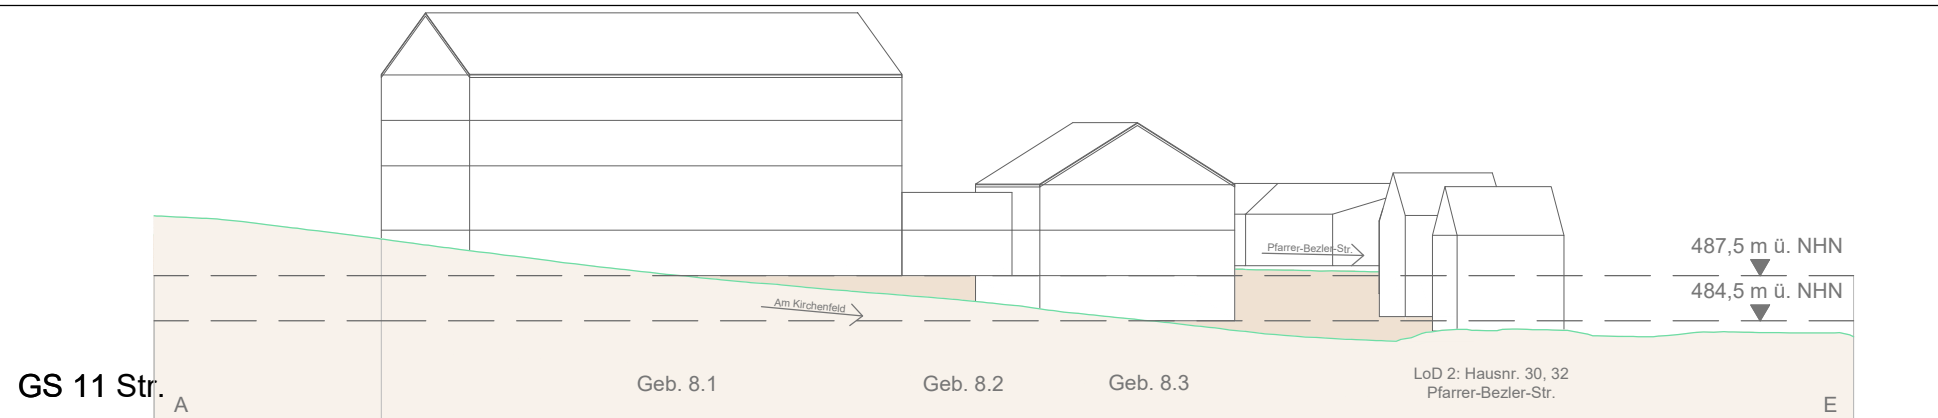 Pfarrer-Bezler-Str.
487,5 m ü. NHN
484,5 m ü. NHN
Am Kirchenfeld
GS 11 Str.
A
Geb. 8.1
Geb. 8.2
Geb. 8.3
LoD 2: Hausnr. 30, 32
Pfarrer-Bezler-Str.
E